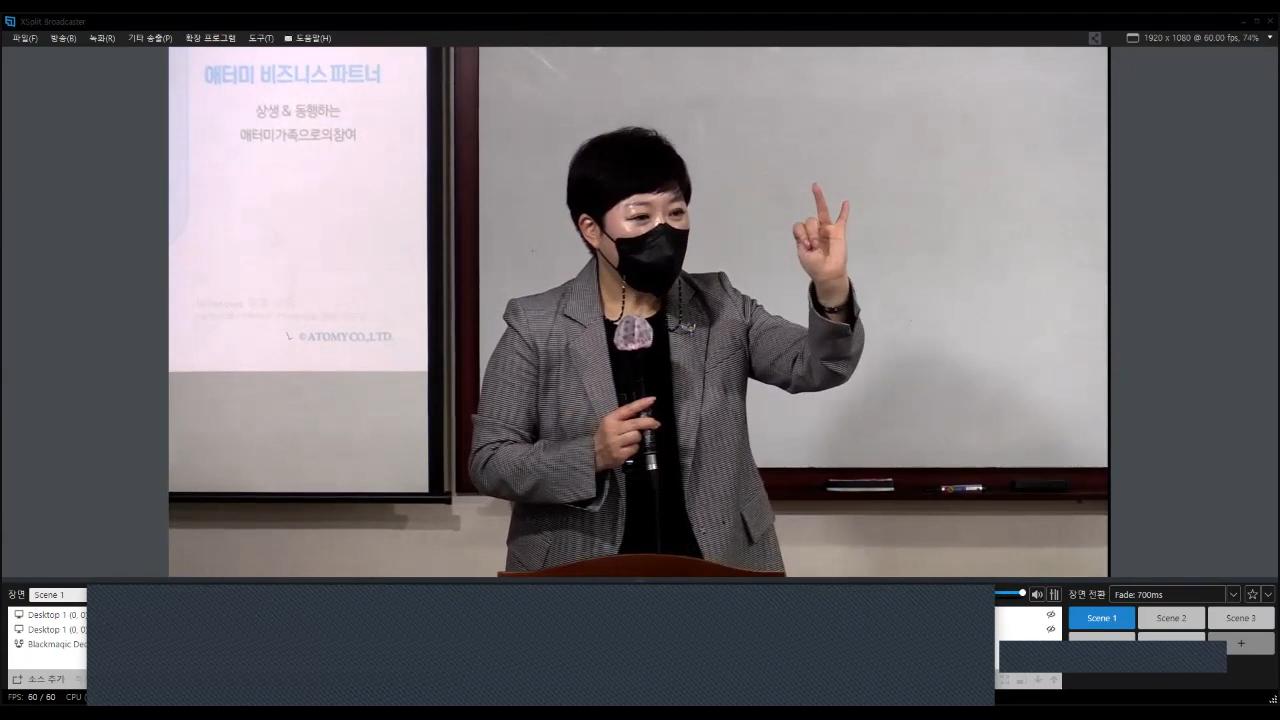 XSplit Broadcaster
파일(F) 방송(B) 녹화(R) 기타 송출(P) 확장 프로그램 도구(T) 도움말(H)
1920 x 1080 @ 60.00 fps, 74%
애터미 비즈니스 파트너
상생 & 동행하는
애터미가족으로의참여
© ATOMY CO.,LTD.
장면 Scene 1
장면 전환 Fade: 700ms
Desktop 1 (0, 0)
Desktop 1 (0, 0)
Blackmagic Dec
Scene 1 Scene 2 Scene 3
소스 추가
FPS: 60 / 60 CPU (